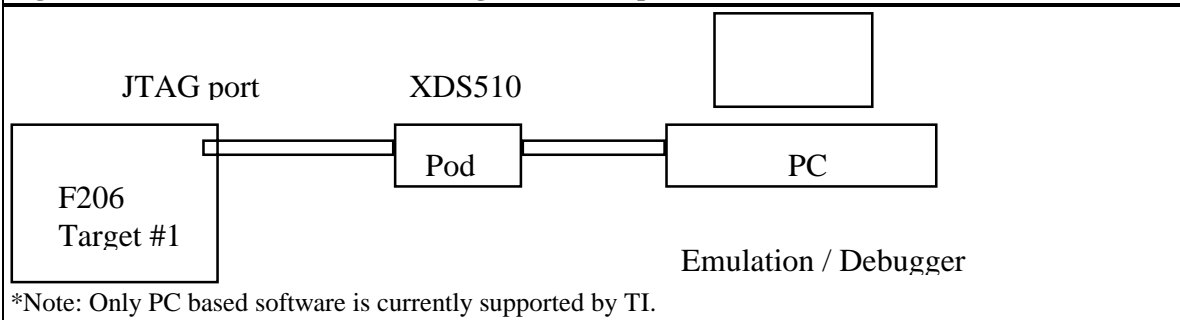 JTAG port
XDS510
Pod
PC
F206
Target #1
Emulation / Debugger
*Note: Only PC based software is currently supported by TI.